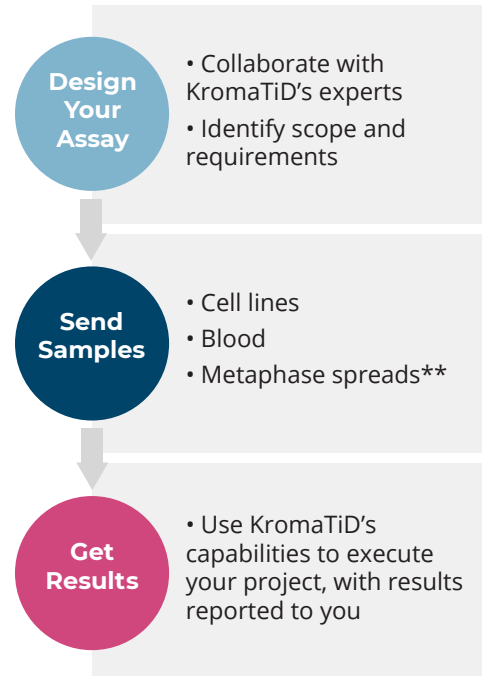 Design
Your
Assay
• Collaborate with
KromaTiD’s experts
• Identify scope and
requirements
Send
Samples
• Cell lines
• Blood
• Metaphase spreads**
Get
Results
• Use KromaTiD’s
capabilities to execute
your project, with results
reported to you